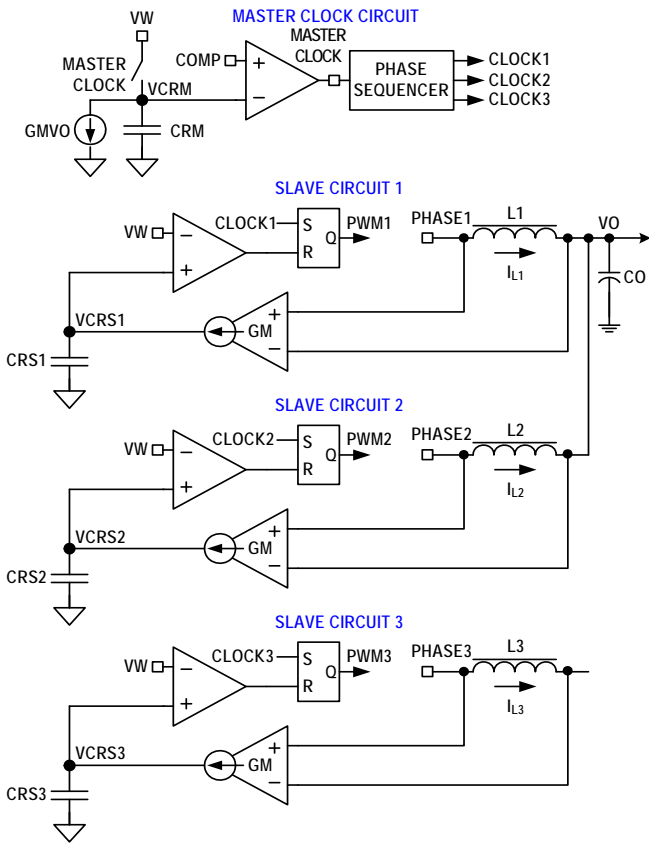 MASTER CLOCK CIRCUIT
VW
MASTER
CLOCK
MASTER
CLOCK
VCRM
COMP
+
−
PHASE
SEQUENCER
CLOCK1
CLOCK2
CLOCK3
GMVO
CRM
SLAVE CIRCUIT 1
VW
−
+
CLOCK1
S
R
Q
PWM1
PHASE1
L1
IL1
VO
CO
VCRS1
GM
+
−
CRS1
SLAVE CIRCUIT 2
VW
−
+
CLOCK2
S
R
Q
PWM2
PHASE2
L2
IL2
VCRS2
GM
+
−
CRS2
SLAVE CIRCUIT 3
VW
−
+
CLOCK3
S
R
Q
PWM3
PHASE3
L3
IL3
VCRS3
GM
+
−
CRS3